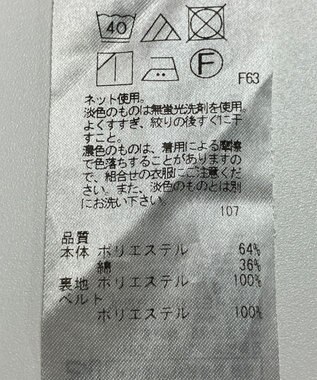 40
F
F63
ネット使用。
淡色のものは無蛍光洗剤を使用。
よくすすぎ、絞りの後すぐに干
すこと。
濃色のものは、着用による摩擦
で色落ちすることがありますの
で、組合せの衣服にご注意くだ
さい。また、淡色のものとは別
にお洗い下さい。
107
品質
本体 ポリエステル 64%
綿 36%
裏地 ポリエステル 100%
ベルト
ポリエステル 100%